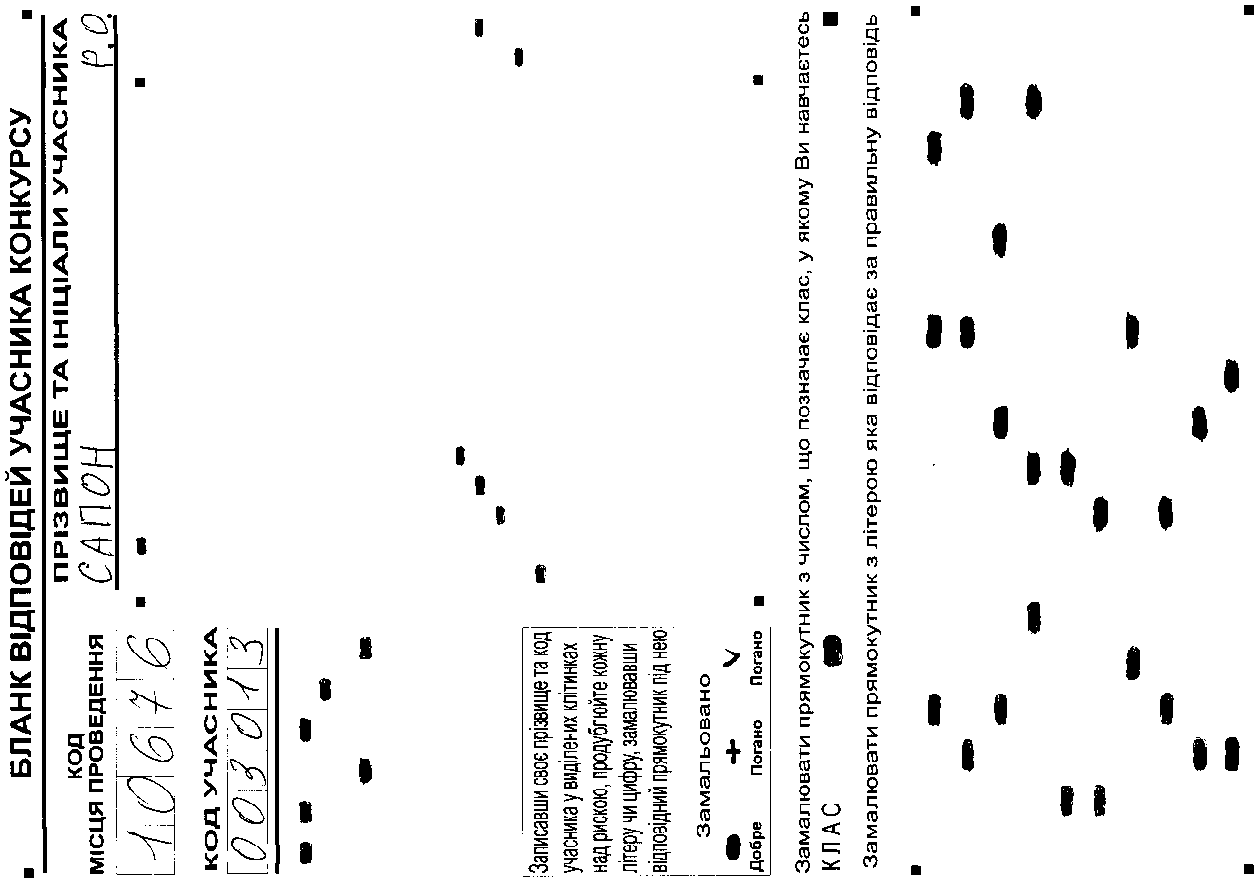 БЛАНК ВІДПОВІДЕЙ УЧАСНИКА КОНКУРСУ
ПРІЗВИЩЕ ТА ІНІЦІАЛИ УЧАСНИКА
САПОН Р.О.
КОД
МІСЦЯ ПРОВЕДЕННЯ
10676
КОД УЧАСНИКА
003013
Записавши своє прізвище та код
учасника у виділених клітинках
над рискою, продублюйте кожну
літеру чи цифру, замалювавши
відповідний прямокутник під нею
Замальовано
Добре Погано Погано
Замалювати прямокутник з числом, що позначає клас, у якому Ви навчаєтесь
КЛАС
Замалювати прямокутник з літерою яка відповідає за правильну відповідь